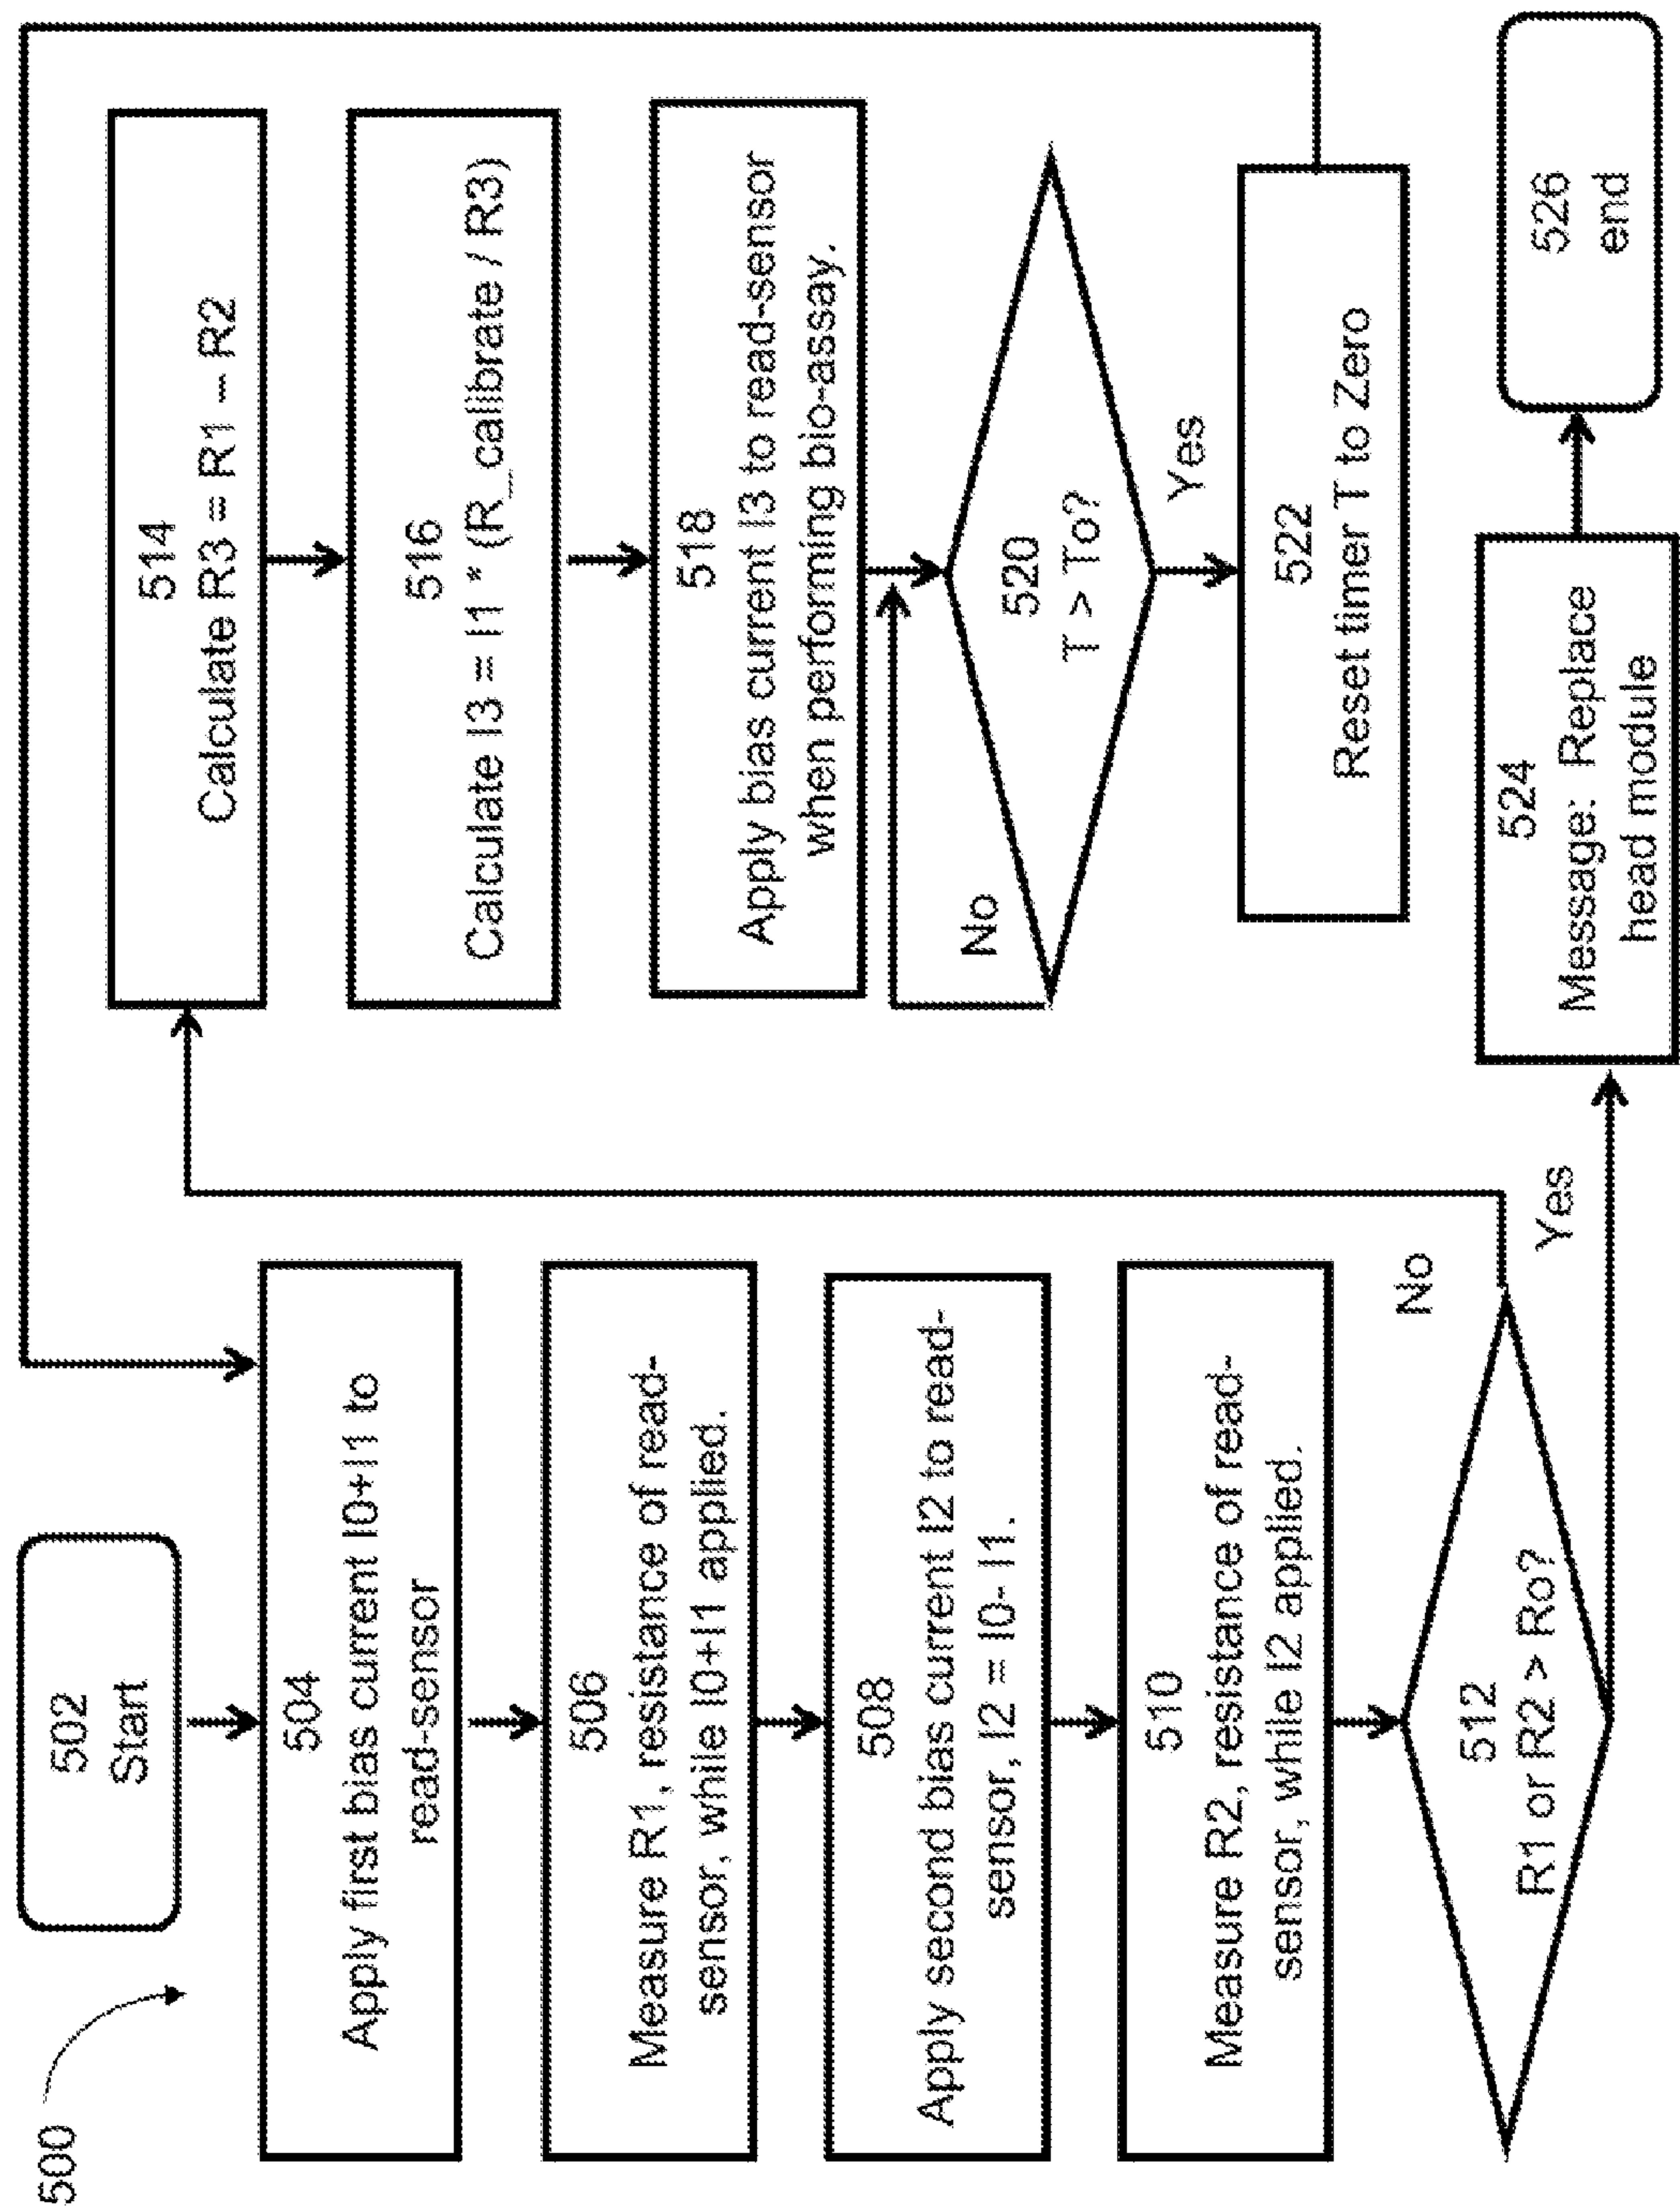 500
502
Start
504
Apply first bias current I0+I1 to
read-sensor
506
Measure R1, resistance of read-
sensor, while I0+I1 applied.
508
Apply second bias current I2 to read-
sensor, I2 = I0- I1.
510
Measure R2, resistance of read-
sensor, while I2 applied.
512
R1 or R2 > Ro?
No
Yes
514
Calculate R3 = R1 – R2
516
Calculate I3 = I1 * (R_calibrate / R3)
518
Apply bias current I3 to read-sensor
when performing bio-assay.
No
520
T > To?
Yes
522
Reset timer T to Zero
524
Message: Replace
head module
526
end